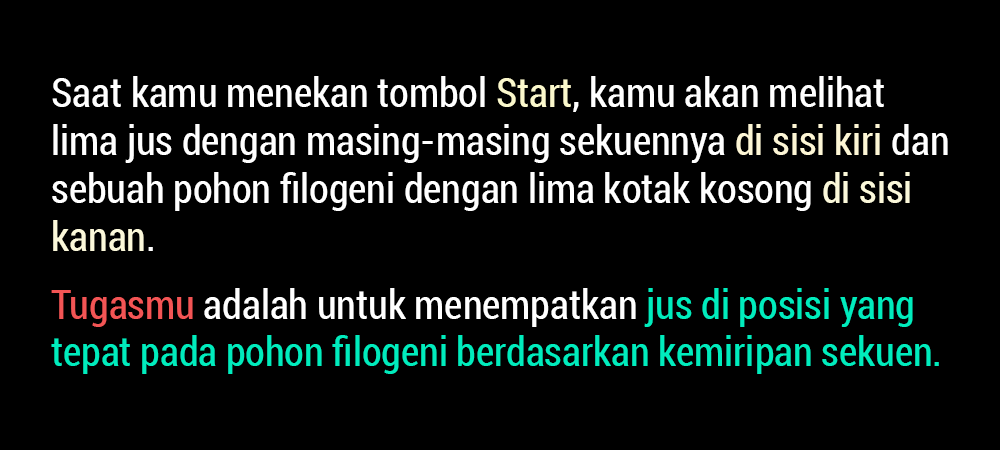 Saat kamu menekan tombol Start, kamu akan melihat
lima jus dengan masing-masing sekuennya di sisi kiri dan
sebuah pohon filogeni dengan lima kotak kosong di sisi
kanan.
Tugasmu adalah untuk menempatkan jus di posisi yang
tepat pada pohon filogeni berdasarkan kemiripan sekuen.